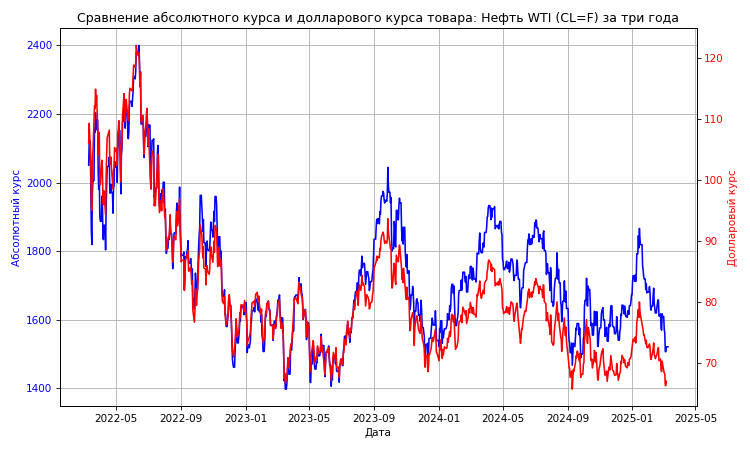 Сравнение абсолютного курса и долларового курса товара: Нефть WTI (CL=F) за три года
Абсолютный курс
2400
2200
2000
1800
1600
1400
120
110
100
90
80
70
Долларовый курс
2022-05 2022-09 2023-01 2023-05 2023-09 2024-01 2024-05 2024-09 2025-01 2025-05
Дата